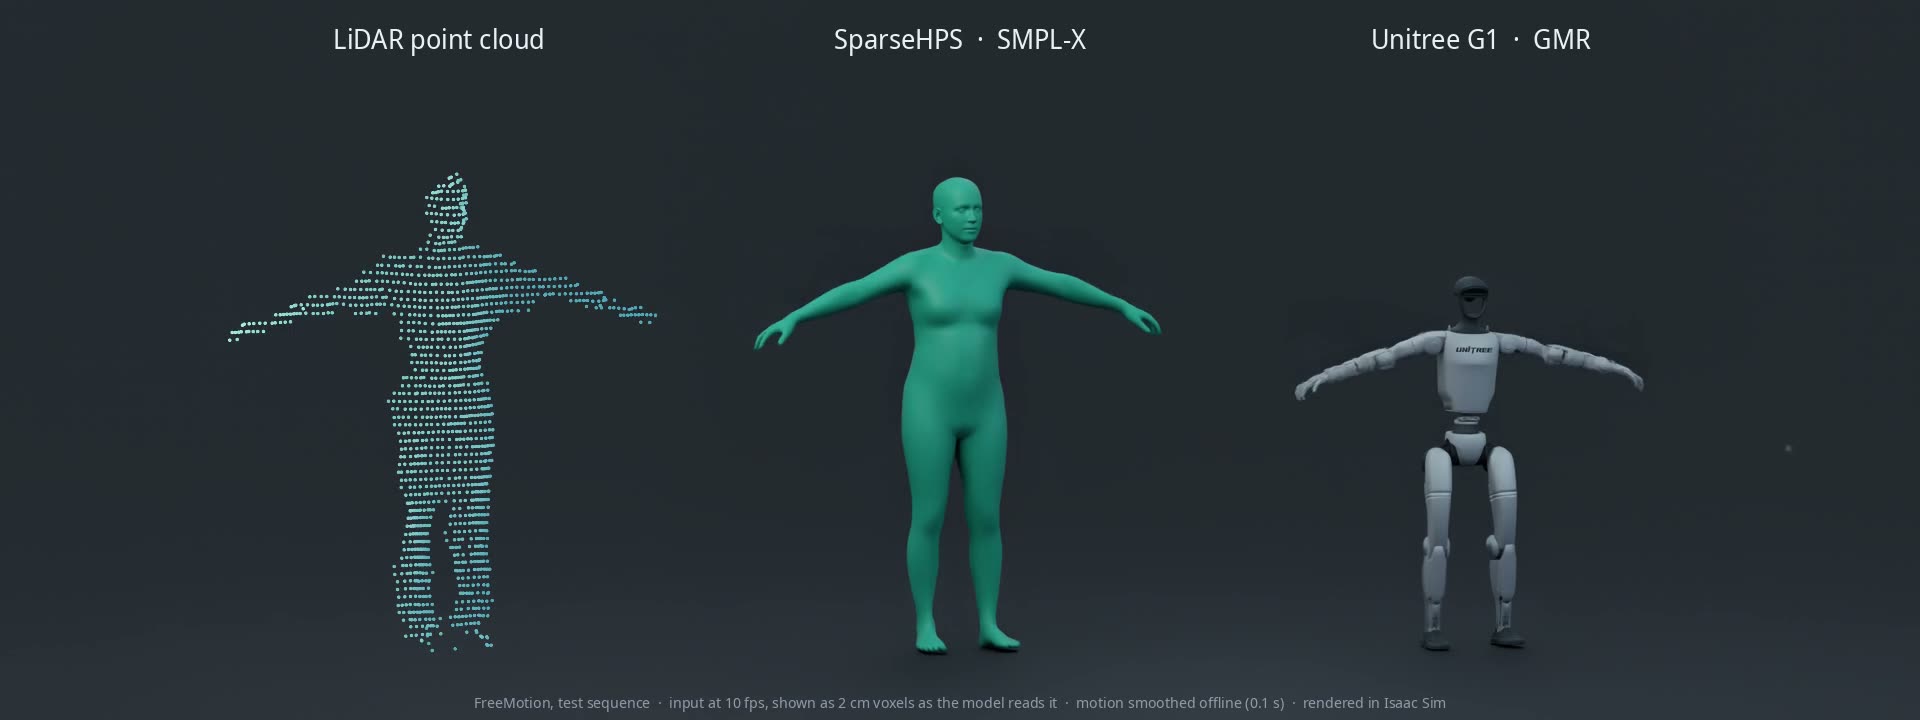 LiDAR point cloud
SparseHPS · SMPL-X
Unitree G1 · GMR
UNITREE
FreeMotion, test sequence · input at 10 fps, shown as 2 cm voxels as the model reads it · motion smoothed offline (0.1 s) · rendered in Isaac Sim